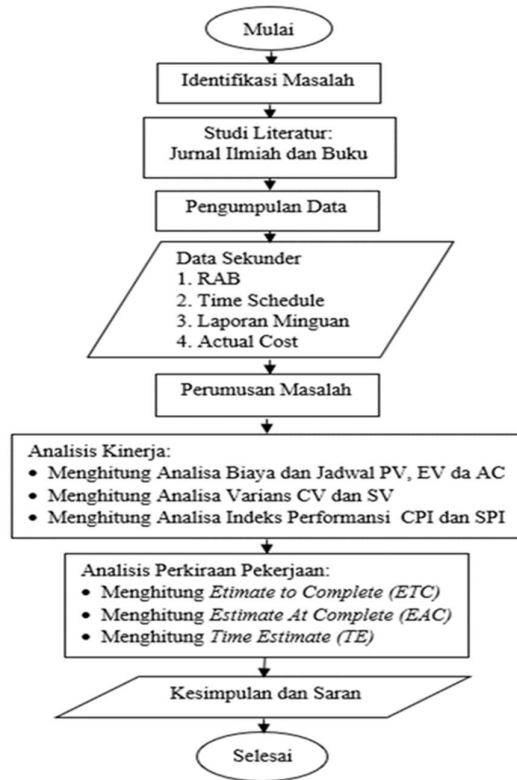 Mulai
Identifikasi Masalah
Studi Literatur:
Jurnal Ilmiah dan Buku
Pengumpulan Data
Data Sekunder
1. RAB
2. Time Schedule
3. Laporan Minguan
4. Actual Cost
Perumusan Masalah
Analisis Kinerja:
• Menghitung Analisa Biaya dan Jadwal PV, EV da AC
• Menghitung Analisa Varians CV dan SV
• Menghitung Analisa Indeks Performansi CPI dan SPI
Analisis Perkiraan Pekerjaan:
• Menghitung Etimate to Complete (ETC)
• Menghitung Estimate At Complete (EAC)
• Menghitung Time Estimate (TE)
Kesimpulan dan Saran
Selesai